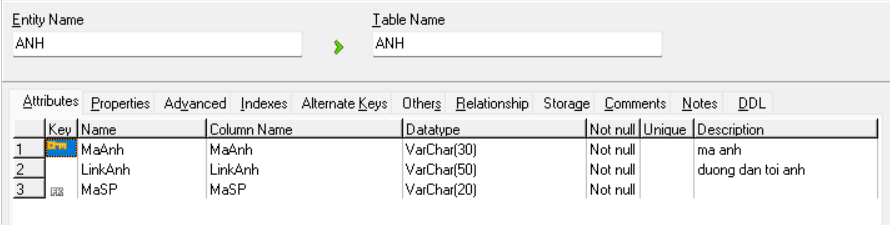 Entity Name Table Name
ANH ANH
Attributes Properties Advanced Indexes Alternate Keys Others Relationship Storage Comments Notes DDL
Key Name Column Name Datatype Not null Unique Description
1 MaAnh MaAnh VarChar(30) Not null ma anh
2 LinkAnh LinkAnh VarChar(50) Not null duong dan toi anh
3 MaSP MaSP VarChar(20) Not null